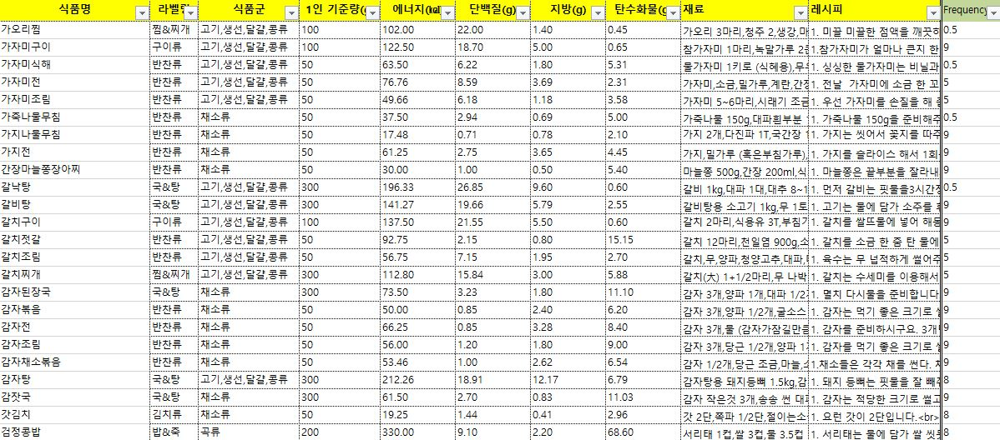 식품명 라벨링 식품군 1인 기준량(g) 에너지(㎉) 단백질(g) 지방(g) 탄수화물(g) 재료 레시피 Frequency
가오리찜 찜&찌개 고기,생선,달걀,콩류 100 102.00 22.00 1.40 0.45 가오리 3마리,청주 2,생강,마 1. 미끌 미끌한 점액을 깨끗하 0.5
가자미구이 구이류 고기,생선,달걀,콩류 100 122.50 18.70 5.00 0.65 참가자미 1마리,녹말가루 2큰 1.참가자미가 얼마나 큰지 한 9
가자미식해 반찬류 고기,생선,달걀,콩류 50 63.50 6.22 1.80 5.31 물가자미 1키로 (식혜용),무 1. 싱싱한 물가자미는 비닐과 0.5
가자미전 반찬류 고기,생선,달걀,콩류 50 76.76 8.59 3.69 2.31 가자미,소금,밀가루,계란,간장 1. 전날 가자미에 소금 한 꼬 5
가자미조림 반찬류 고기,생선,달걀,콩류 50 49.66 6.18 1.18 3.58 가자미 5~6마리,시래기 조금 1. 우선 가자미를 손질을 해 5
가죽나물무침 반찬류 채소류 50 37.50 2.94 0.69 5.00 가죽나물 150g,대파흰부분 1. 가죽나물 150g을 준비해주 0.5
가지나물무침 반찬류 채소류 50 17.48 0.71 0.78 2.10 가지 2개,다진파 1T,국간장 1 1. 가지는 씻어서 꽂지를 따주 9
가지전 반찬류 채소류 50 61.25 2.75 3.65 4.45 가지,밀가루 (혹은부침가루), 1. 가지를 슬라이스 해서 1회 9
간장마늘쫑장아찌 반찬류 채소류 50 30.00 1.00 0.50 5.40 마늘쫑 500g,간장 200ml,식 1. 마늘쫑은 끝부분을 잘라내 9
갈낙탕 국&탕 고기,생선,달걀,콩류 300 196.33 26.85 9.60 0.60 갈비 1kg,대파 1대,대추 8~1 1. 먼저 갈비는 핏물을3시간정 0.5
갈비탕 국&탕 고기,생선,달걀,콩류 300 141.27 19.66 5.79 2.55 갈비탕용 소고기 1kg,무 1토 1. 고기는 물에 담가 소주를 9
갈치구이 구이류 고기,생선,달걀,콩류 100 137.50 21.55 5.50 0.60 갈치 2마리,식용유 3T,부침가 1. 갈치를 쌀뜨물에 넣어 해동 9
갈치젓갈 반찬류 고기,생선,달걀,콩류 50 92.75 2.15 0.80 15.15 갈치 12마리,천일염 900g,소 1. 갈치를 소금 한 줌 탄 물에 5
갈치조림 반찬류 고기,생선,달걀,콩류 50 56.75 7.15 1.95 2.70 갈치,무,양파,청양고추,대파, 1. 육수는 무 넓적하게 썰어주 5
갈치찌개 찜&찌개 고기,생선,달걀,콩류 300 112.80 15.84 3.00 5.88 갈치(大) 1+1/2마리,무 나박 1. 갈치는 수세미를 이용해서 5
감자된장국 국&탕 채소류 300 73.50 3.23 1.80 11.10 감자 3개,양파 1개,대파 1/2 1. 멸치 다시물을 준비합니다 9
감자볶음 반찬류 채소류 50 50.00 0.85 2.40 6.20 감자 3개,양파 1/2개,굴소스 1. 감자는 먹기 좋은 크기로 썰 9
감자전 반찬류 채소류 50 66.25 0.85 3.28 8.40 감자 3개,물 (감자가잠길만큼 1. 감자를 준비하시구요. 3개 9
감자조림 반찬류 채소류 50 56.00 1.20 1.80 9.00 감자 3개,당근 1/2개,양파 1 1. 감자를 먹기 좋은 크기로 썰 9
감자채소볶음 반찬류 채소류 50 53.46 1.00 2.62 6.54 감자 1/2개,당근 조금,마늘,소 1.채소들은 각각 채를 썬다. 9
감자탕 국&탕 고기,생선,달걀,콩류 300 212.26 18.91 12.17 6.79 감자탕용 돼지등뼈 1.5kg,감 1. 돼지 등뼈는 핏물을 잘 빼주 8
감잣국 국&탕 채소류 300 61.50 2.70 0.83 11.03 감자 작은것 3개,송송 썬 대파 1. 감자는 적당한 크기로 썰고 9
갓김치 김치류 채소류 50 19.25 1.44 0.41 2.96 갓 2단,쪽파 1/2단,절이는소 1. 요런 갓이 2단입니다.<br> 8
검정콩밥 밥&죽 곡류 200 330.00 9.10 2.20 68.60 서리태 1컵,쌀 3컵,물 3.5컵 1. 서리태는 물에 담가 쌀 씻 8